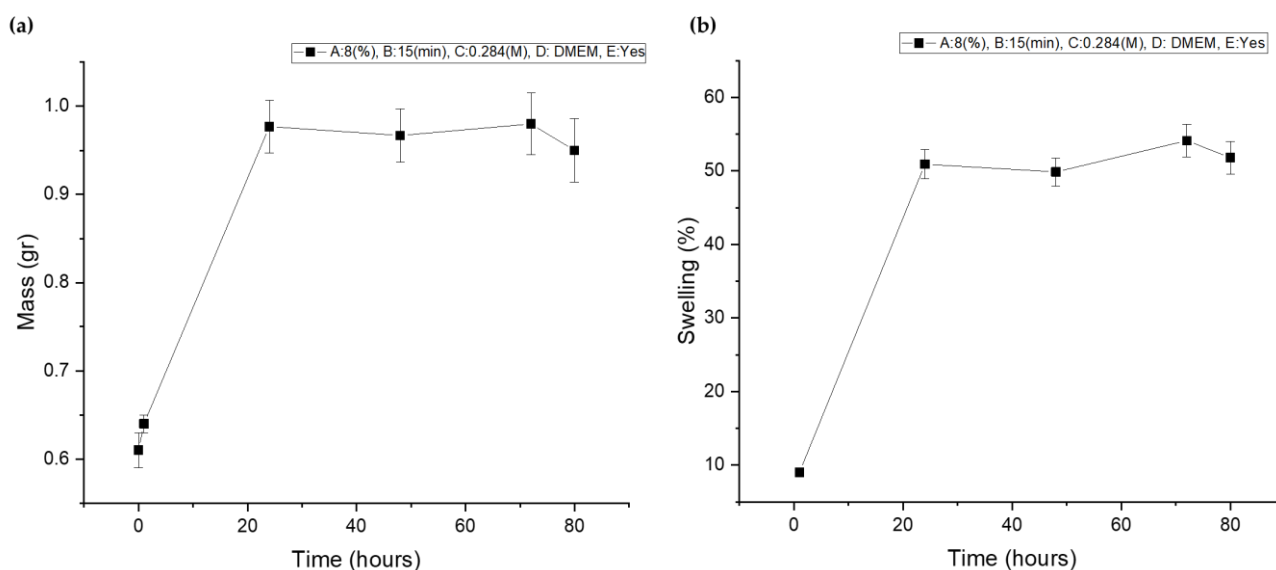 (a)
A:8(%), B:15(min), C:0.284(M), D: DMEM, E:Yes
1.0
0.9
0.8
0.7
0.6
Mass (gr)
0
20
40
60
80
Time (hours)
(b)
A:8(%), B:15(min), C:0.284(M), D: DMEM, E:Yes
60
50
40
30
20
10
Swelling (%)
0
20
40
60
80
Time (hours)